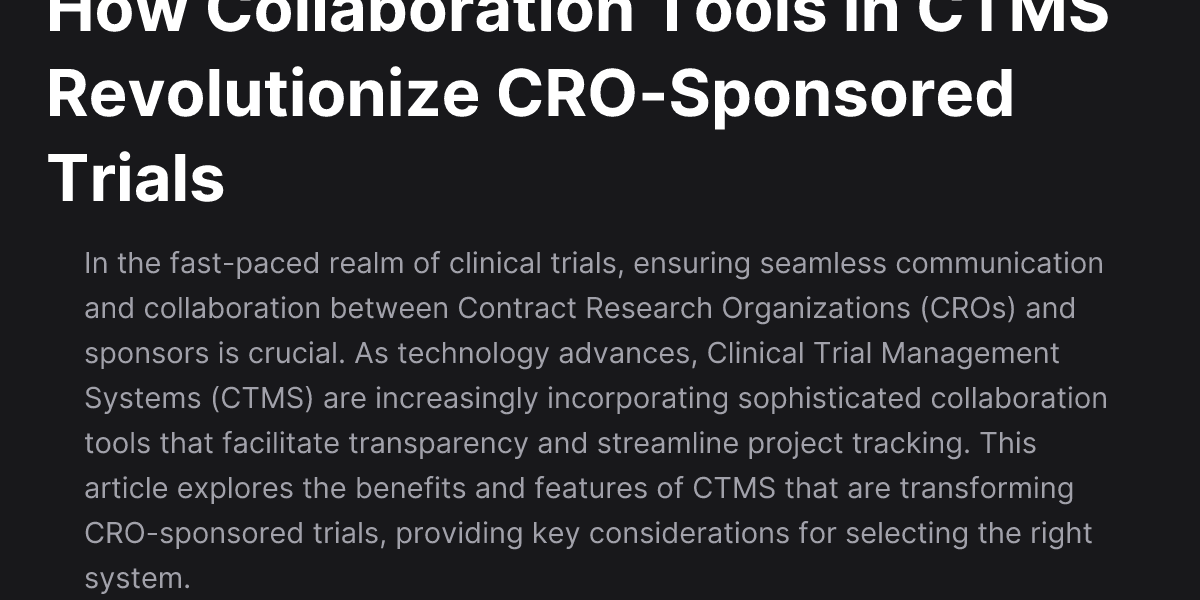 How Collaboration Tools in CTMS
Revolutionize CRO-Sponsored
Trials
In the fast-paced realm of clinical trials, ensuring seamless communication
and collaboration between Contract Research Organizations (CROs) and
sponsors is crucial. As technology advances, Clinical Trial Management
Systems (CTMS) are increasingly incorporating sophisticated collaboration
tools that facilitate transparency and streamline project tracking. This
article explores the benefits and features of CTMS that are transforming
CRO-sponsored trials, providing key considerations for selecting the right
system.